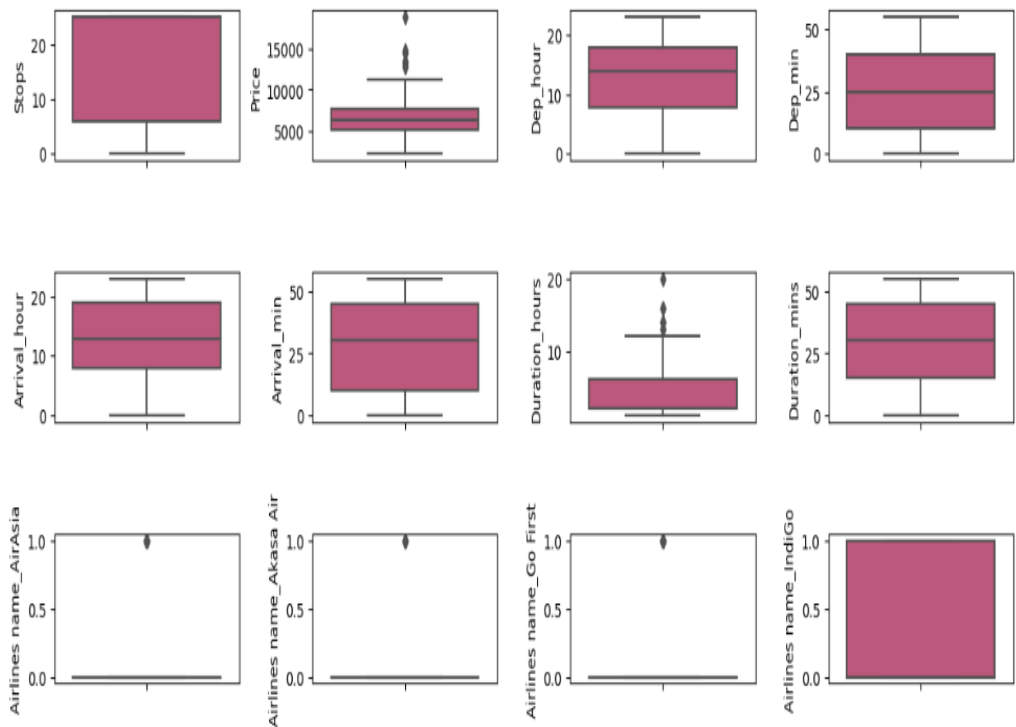 Stops
20
10
0
Price
15000
10000
5000
Dep_hour
20
10
0
Dep_min
50
25
0
Arrival_hour
20
10
0
Arrival_min
50
25
0
Duration_hours
20
10
Duration_mins
50
25
0
Airlines name_AirAsia
1.0
0.5
0.0
Airlines name_Akasa Air
1.0
0.5
0.0
Airlines name_Go First
1.0
0.5
0.0
Airlines name_IndiGo
1.0
0.5
0.0